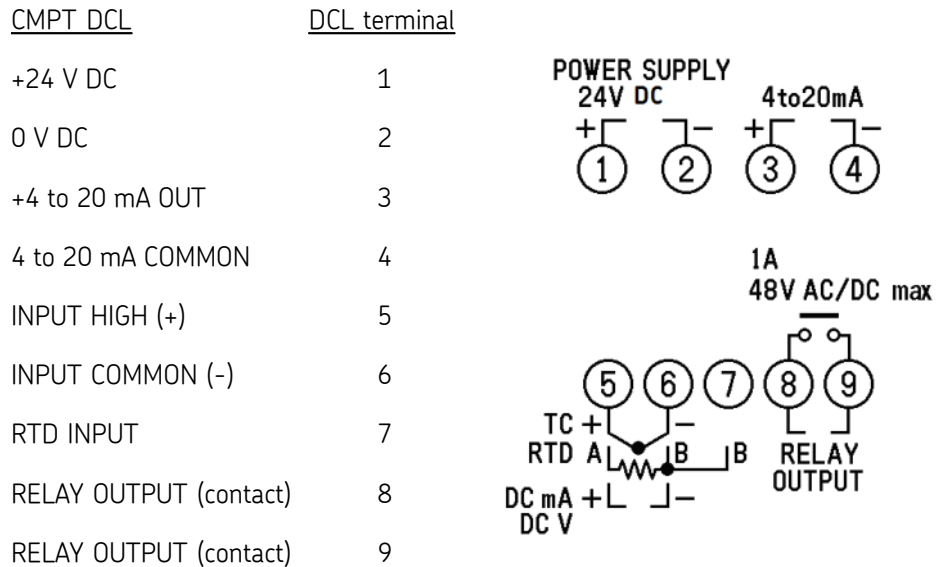 CMPT DCL DCL terminal
+24 V DC 1
0 V DC 2
+4 to 20 mA OUT 3
4 to 20 mA COMMON 4
INPUT HIGH (+) 5
INPUT COMMON (-) 6
RTD INPUT 7
RELAY OUTPUT (contact) 8
RELAY OUTPUT (contact) 9
POWER SUPPLY
24V DC 4to20mA
+ − + −
1 2 3 4
1A
48V AC/DC max
5 6 7 8 9
TC + −
RTD A B B RELAY
OUTPUT
DC mA + −
DC V